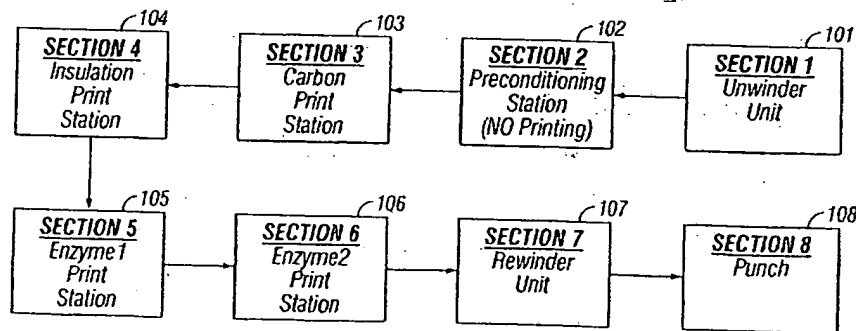 104
SECTION 4
Insulation
Print
Station
103
SECTION 3
Carbon
Print
Station
102
SECTION 2
Preconditioning
Station
(NO Printing)
101
SECTION 1
Unwinder
Unit
105
SECTION 5
Enzyme1
Print
Station
106
SECTION 6
Enzyme2
Print
Station
107
SECTION 7
Rewinder
Unit
108
SECTION 8
Punch